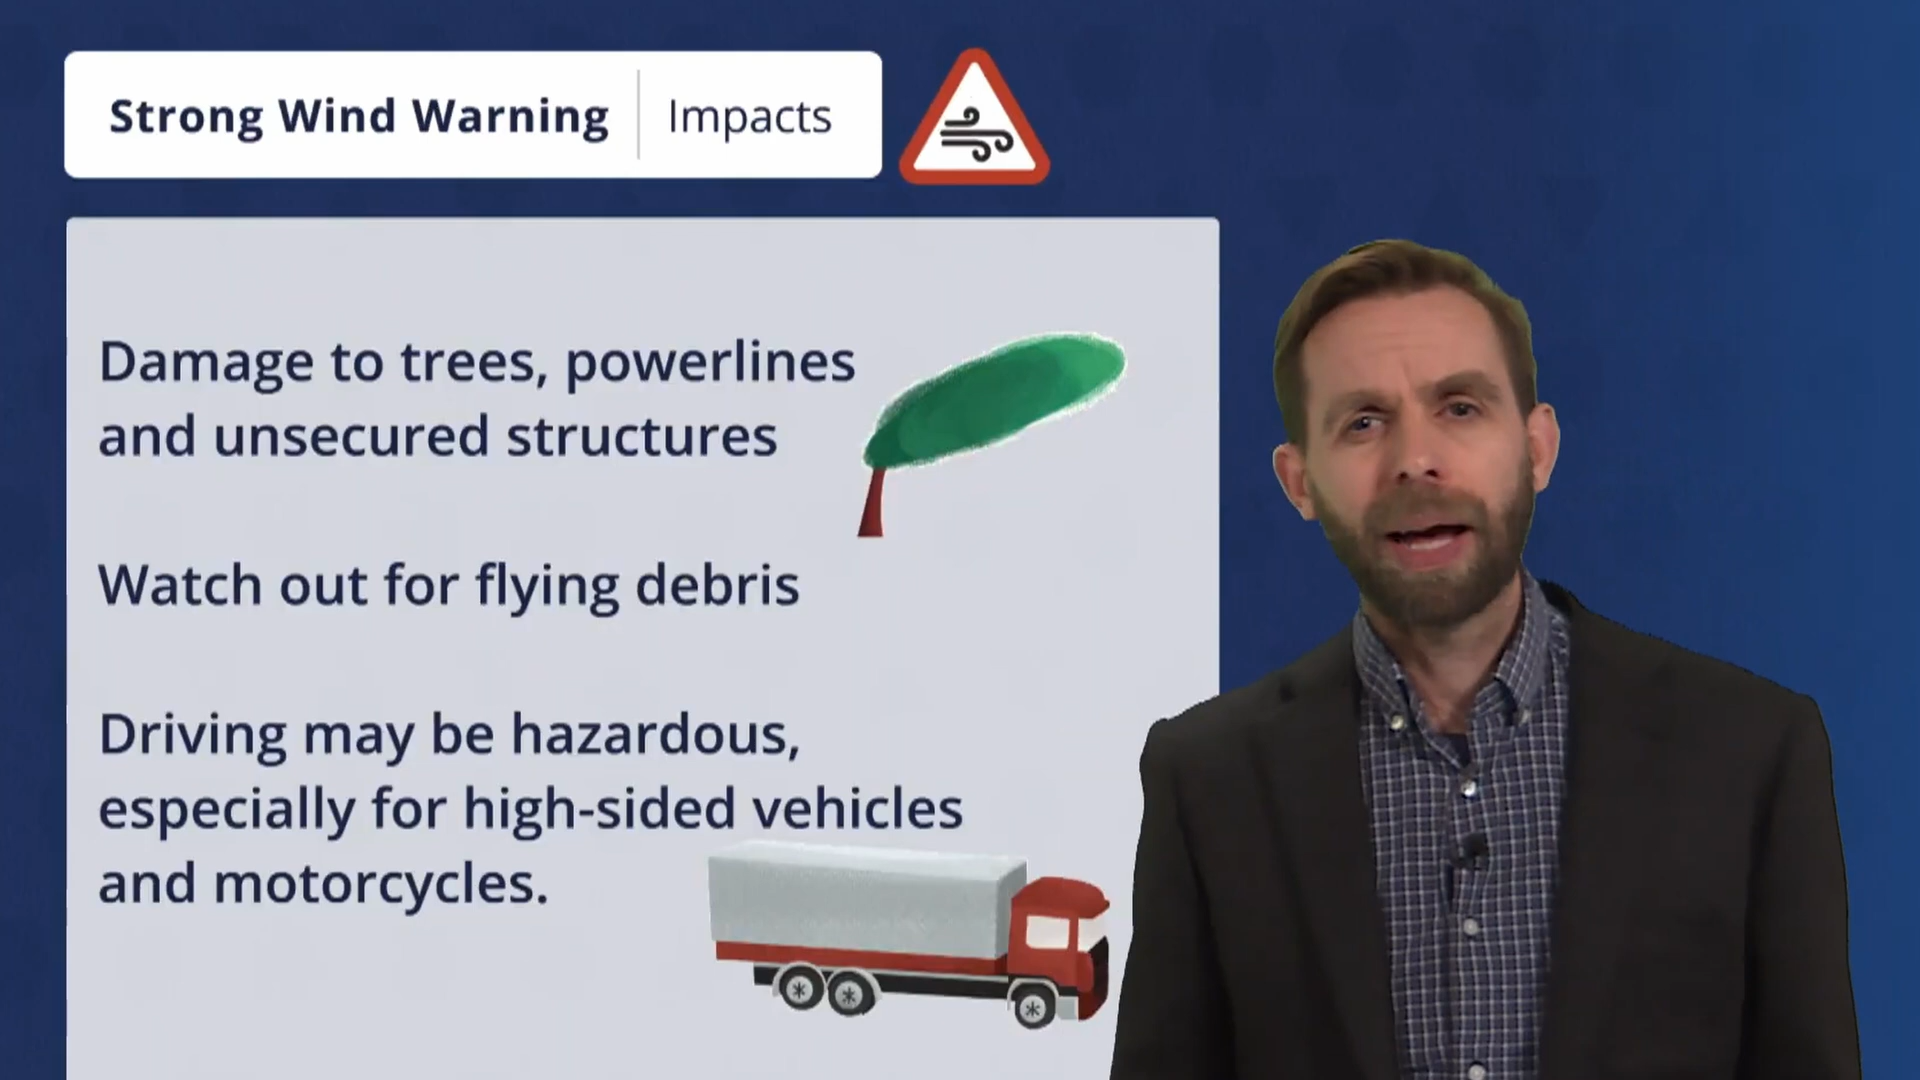 Strong Wind Warning Impacts
Damage to trees, powerlines
and unsecured structures
Watch out for flying debris
Driving may be hazardous,
especially for high-sided vehicles
and motorcycles.